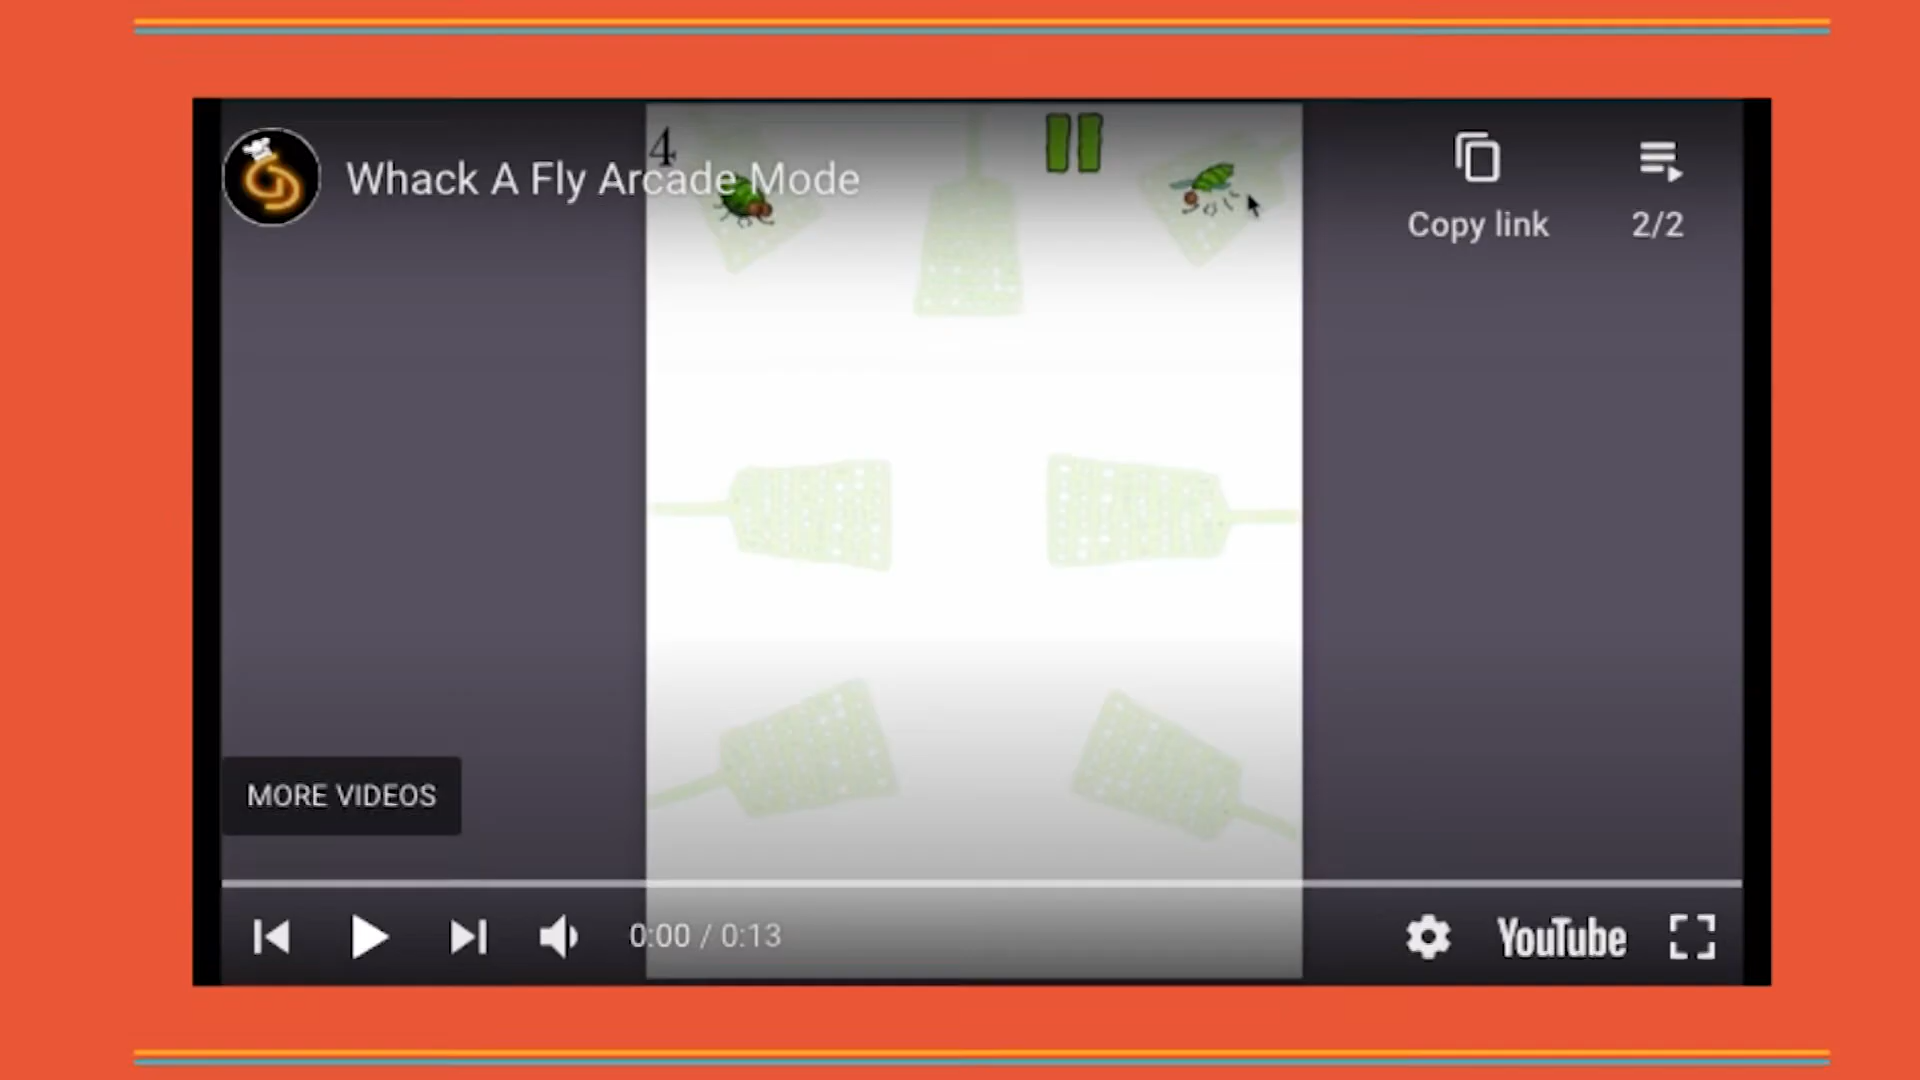 4
Whack A Fly Arcade Mode
Copy link
2/2
MORE VIDEOS
0:00 / 0:13
YouTube